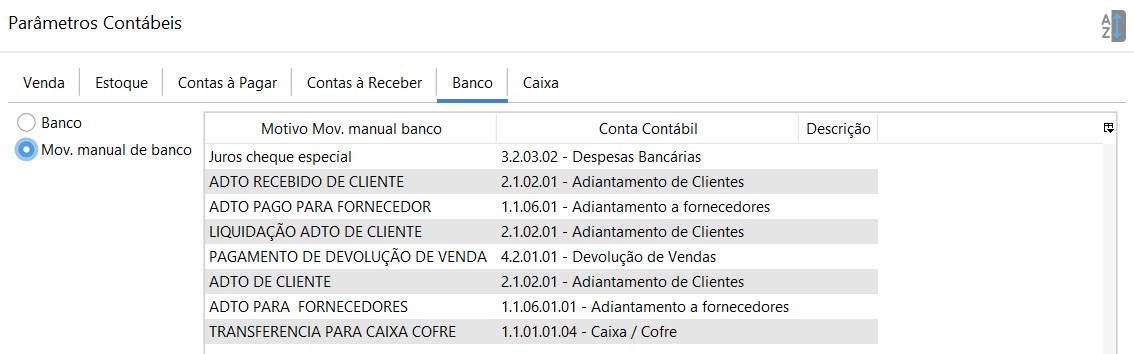 Parâmetros Contábeis
A
Z
Venda Estoque Contas à Pagar Contas à Receber Banco Caixa
Banco
Mov. manual de banco
Motivo Mov. manual banco Conta Contábil Descrição
Juros cheque especial 3.2.03.02 - Despesas Bancárias
ADTO RECEBIDO DE CLIENTE 2.1.02.01 - Adiantamento de Clientes
ADTO PAGO PARA FORNECEDOR 1.1.06.01 - Adiantamento a fornecedores
LIQUIDAÇÃO ADTO DE CLIENTE 2.1.02.01 - Adiantamento de Clientes
PAGAMENTO DE DEVOLUÇÃO DE VENDA 4.2.01.01 - Devolução de Vendas
ADTO DE CLIENTE 2.1.02.01 - Adiantamento de Clientes
ADTO PARA  FORNECEDORES 1.1.06.01.01 - Adiantamento a fornecedores
TRANSFERENCIA PARA CAIXA COFRE 1.1.01.01.04 - Caixa / Cofre